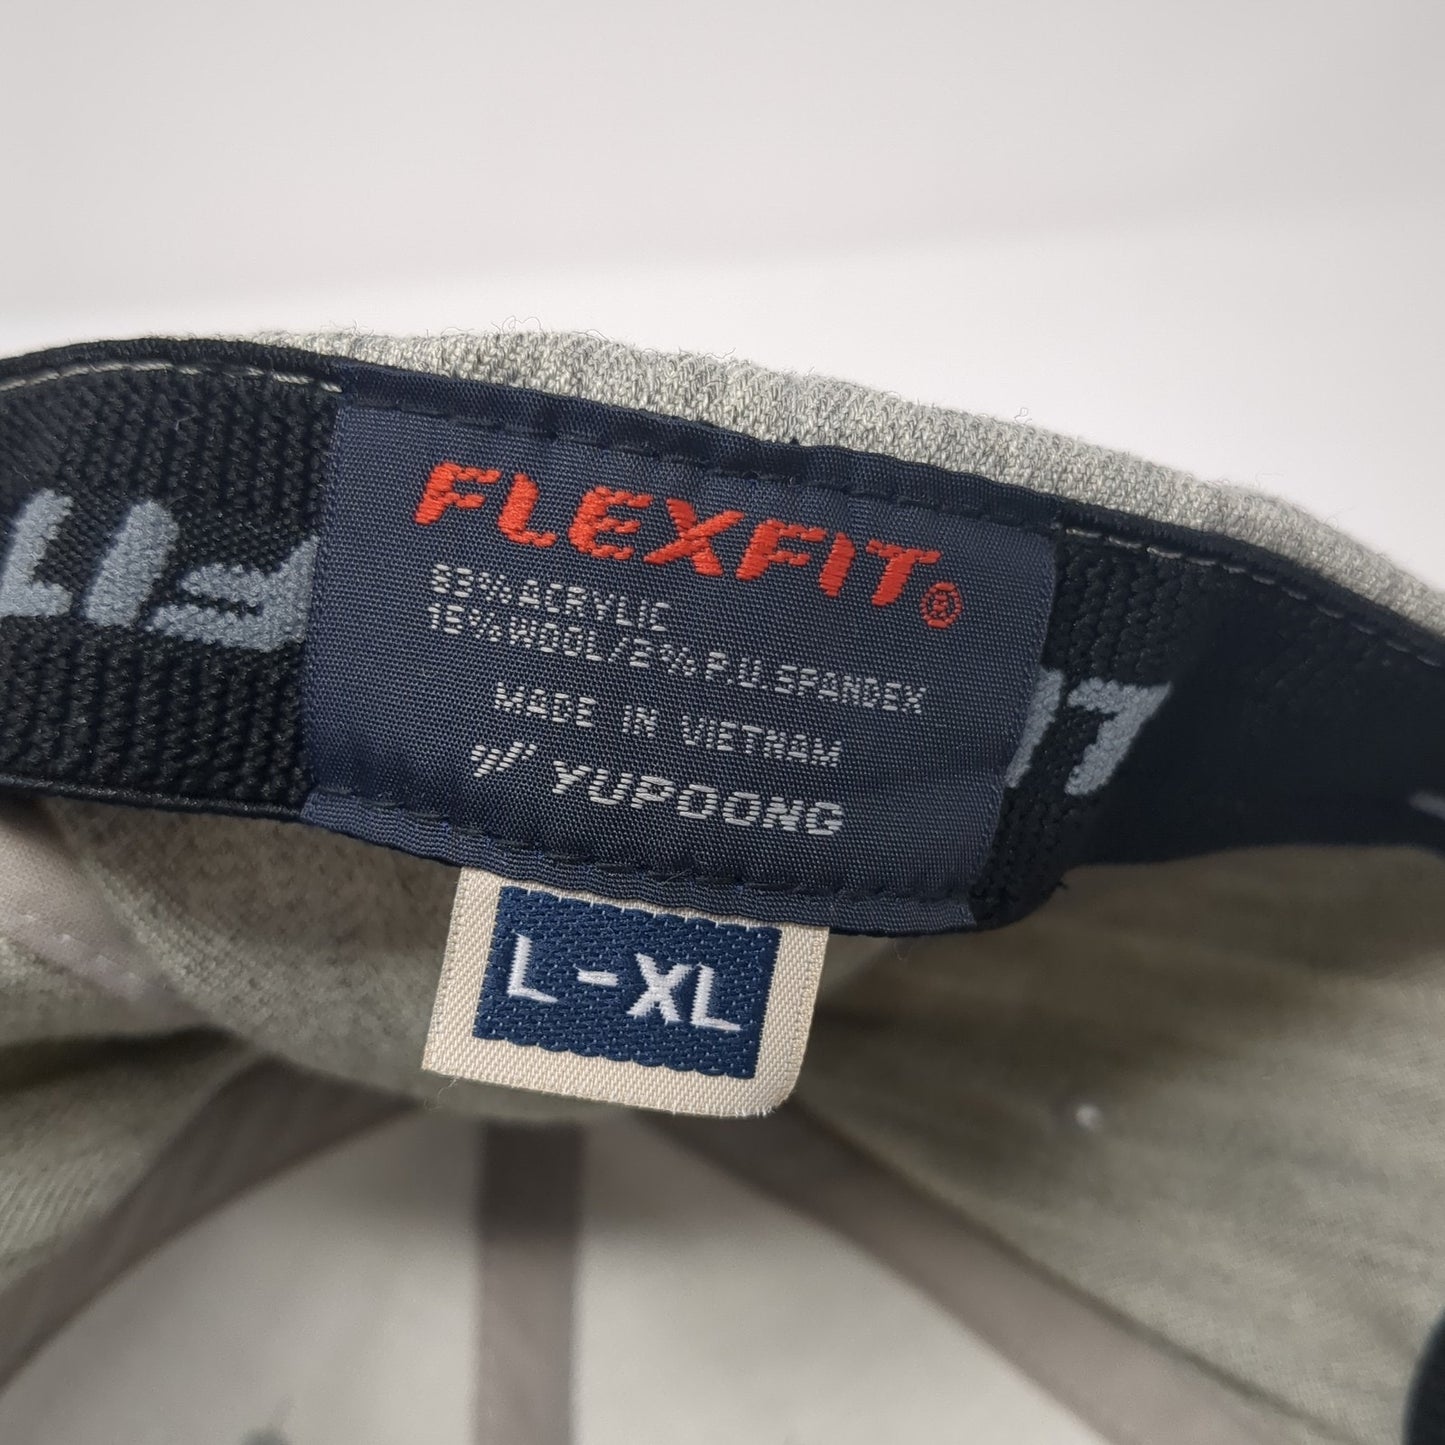 FLEXFIT®
83% ACRYLIC
15% WOOL/2% P.U.SPANDEX
MADE IN VIETNAM
YUPOONG
L-XL